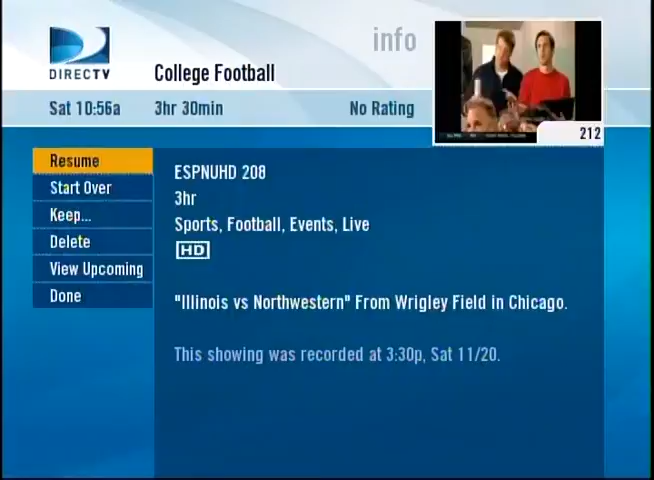 info
DIRECTV
College Football
Sat 10:56a 3hr 30min No Rating
212
Resume
Start Over
Keep...
Delete
View Upcoming
Done
ESPNUHD 208
3hr
Sports, Football, Events, Live
HD
"Illinois vs Northwestern" From Wrigley Field in Chicago.
This showing was recorded at 3:30p, Sat 11/20.